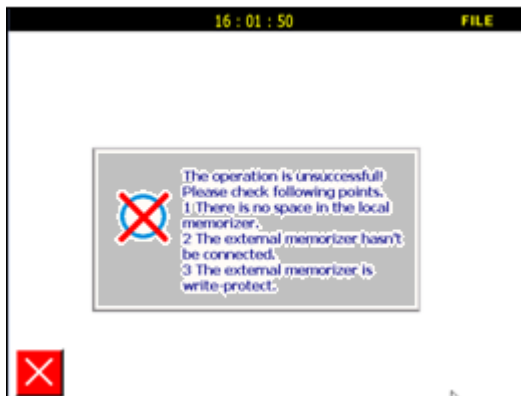 16 : 01 : 50 FILE
The operation is unsuccessful!
Please check following points.
1 There is no space in the local
memorizer.
2 The external memorizer hasn't
be connected.
3 The external memorizer is
write-protect.